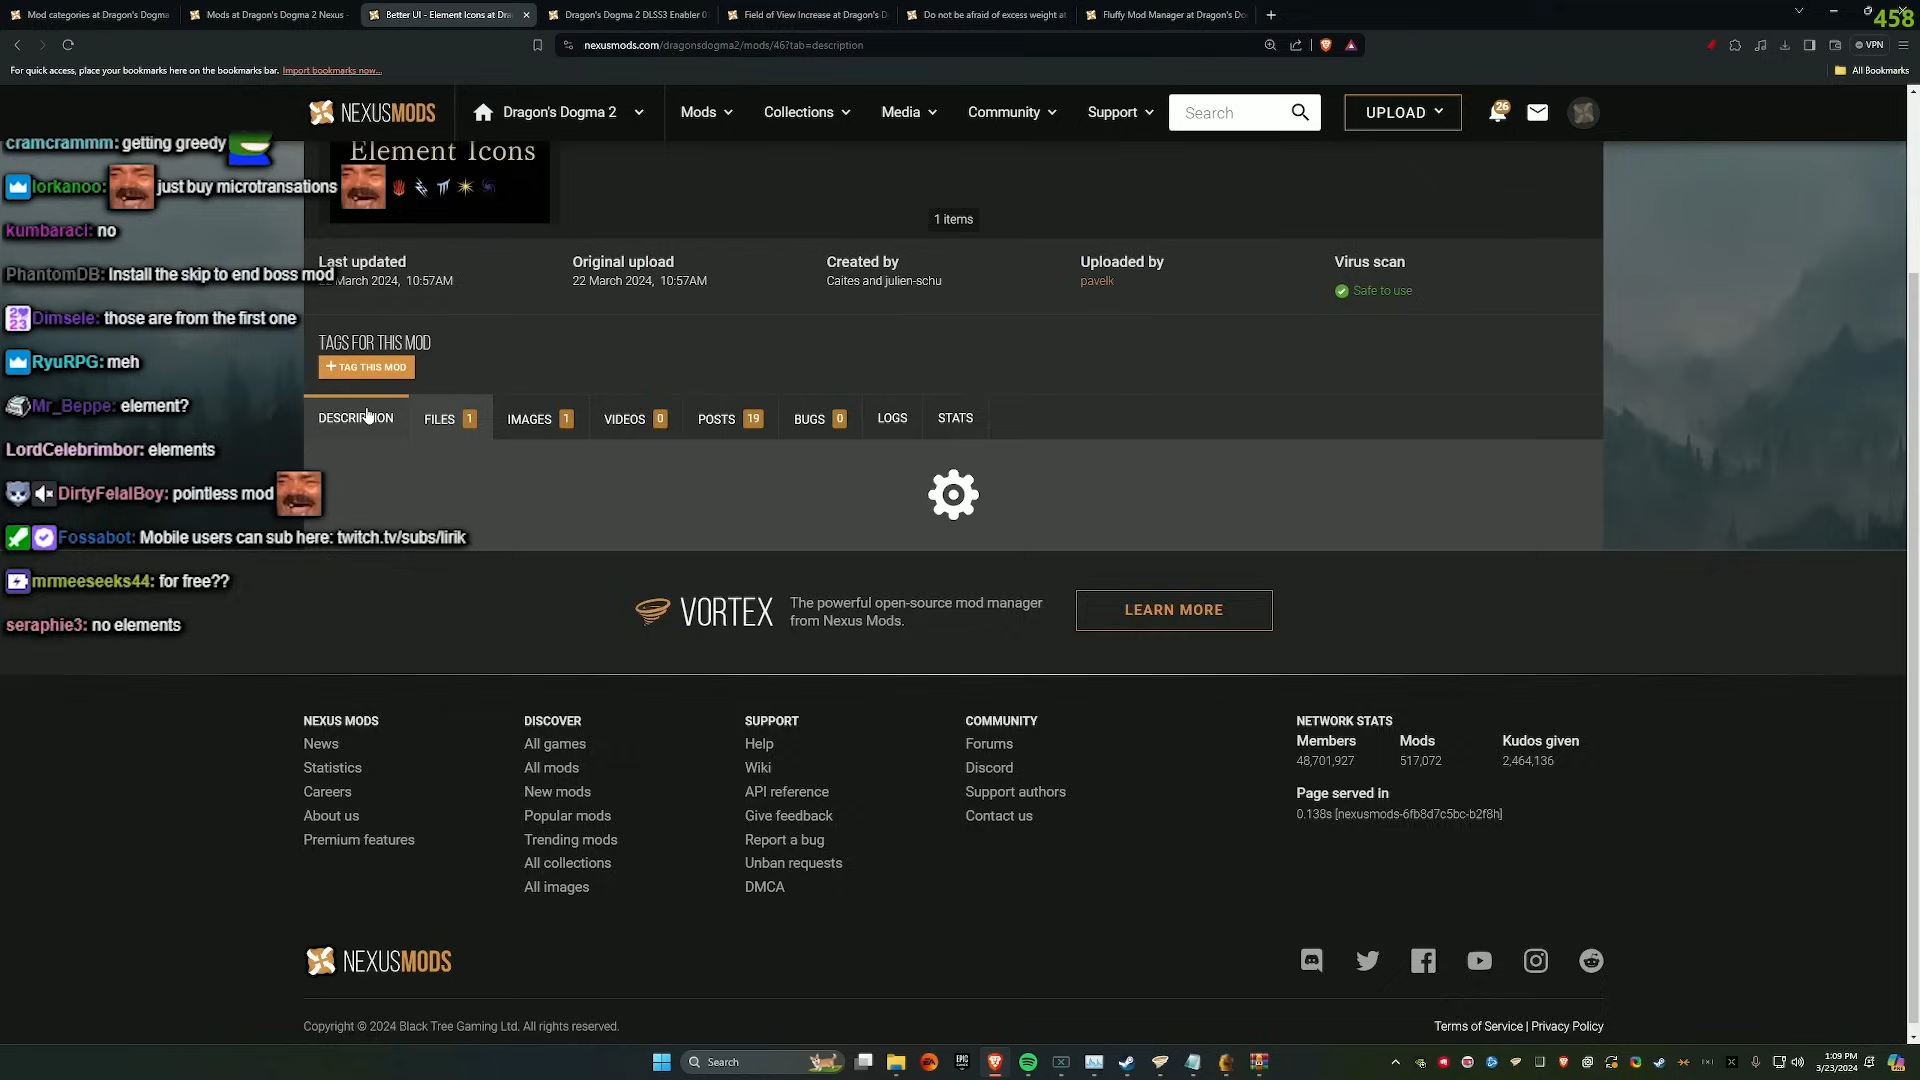 Mod categories at Dragon's Dogma
Mods at Dragon's Dogma 2 Nexus
Better UI - Element Icons at Dra
Dragon's Dogma 2 DLSS3 Enabler
Field of View Increase at Dragon's D
Do not be afraid of excess weight at
Fluffy Mod Manager at Dragon's Do
458
nexusmods.com/dragonsdogma2/mods/46?tab=description
VPN
For quick access, place your bookmarks here on the bookmarks bar. Import bookmarks now...
All Bookmarks
NEXUSMODS
Dragon's Dogma 2
Mods
Collections
Media
Community
Support
Search
UPLOAD
26
cramcrammm: getting greedy
Element Icons
lorkanoo: just buy microtransations
1 items
kumbaraci: no
PhantomDB: Install the skip to end boss mod
Last updated
March 2024, 10:57AM
Original upload
22 March 2024, 10:57AM
Created by
Caites and julien-schu
Uploaded by
pavelk
Virus scan
Safe to use
Dimsele: those are from the first one
TAGS FOR THIS MOD
TAG THIS MOD
RyuRPG: meh
Mr_Beppe: element?
DESCRIPTION
FILES 1
IMAGES 1
VIDEOS 0
POSTS 19
BUGS 0
LOGS
STATS
LordCelebrimbor: elements
DirtyFelalBoy: pointless mod
Fossabot: Mobile users can sub here: twitch.tv/subs/lirik
mrmeeseeks44: for free??
seraphie3: no elements
VORTEX
The powerful open-source mod manager
from Nexus Mods.
LEARN MORE
NEXUS MODS
News
Statistics
Careers
About us
Premium features
DISCOVER
All games
All mods
New mods
Popular mods
Trending mods
All collections
All images
SUPPORT
Help
Wiki
API reference
Give feedback
Report a bug
Unban requests
DMCA
COMMUNITY
Forums
Discord
Support authors
Contact us
NETWORK STATS
Members
48,701,927
Mods
517,072
Kudos given
2,464,136
Page served in
0.138s [nexusmods-6fb8d7c5bc-b2f8h]
NEXUSMODS
Copyright © 2024 Black Tree Gaming Ltd. All rights reserved.
Terms of Service | Privacy Policy
Search
1:09 PM
3/23/2024